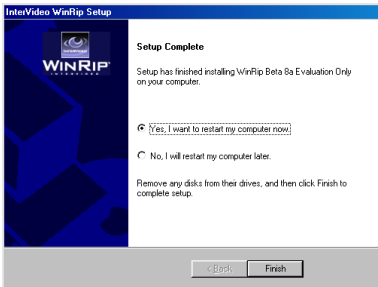 InterVideo WinRip Setup
WINRIP
INTERVIDEO
Setup Complete
Setup has finished installing WinRip Beta 8a Evaluation Only
on your computer.
Yes, I want to restart my computer now.
No, I will restart my computer later.
Remove any disks from their drives, and then click Finish to
complete setup.
< Back
Finish